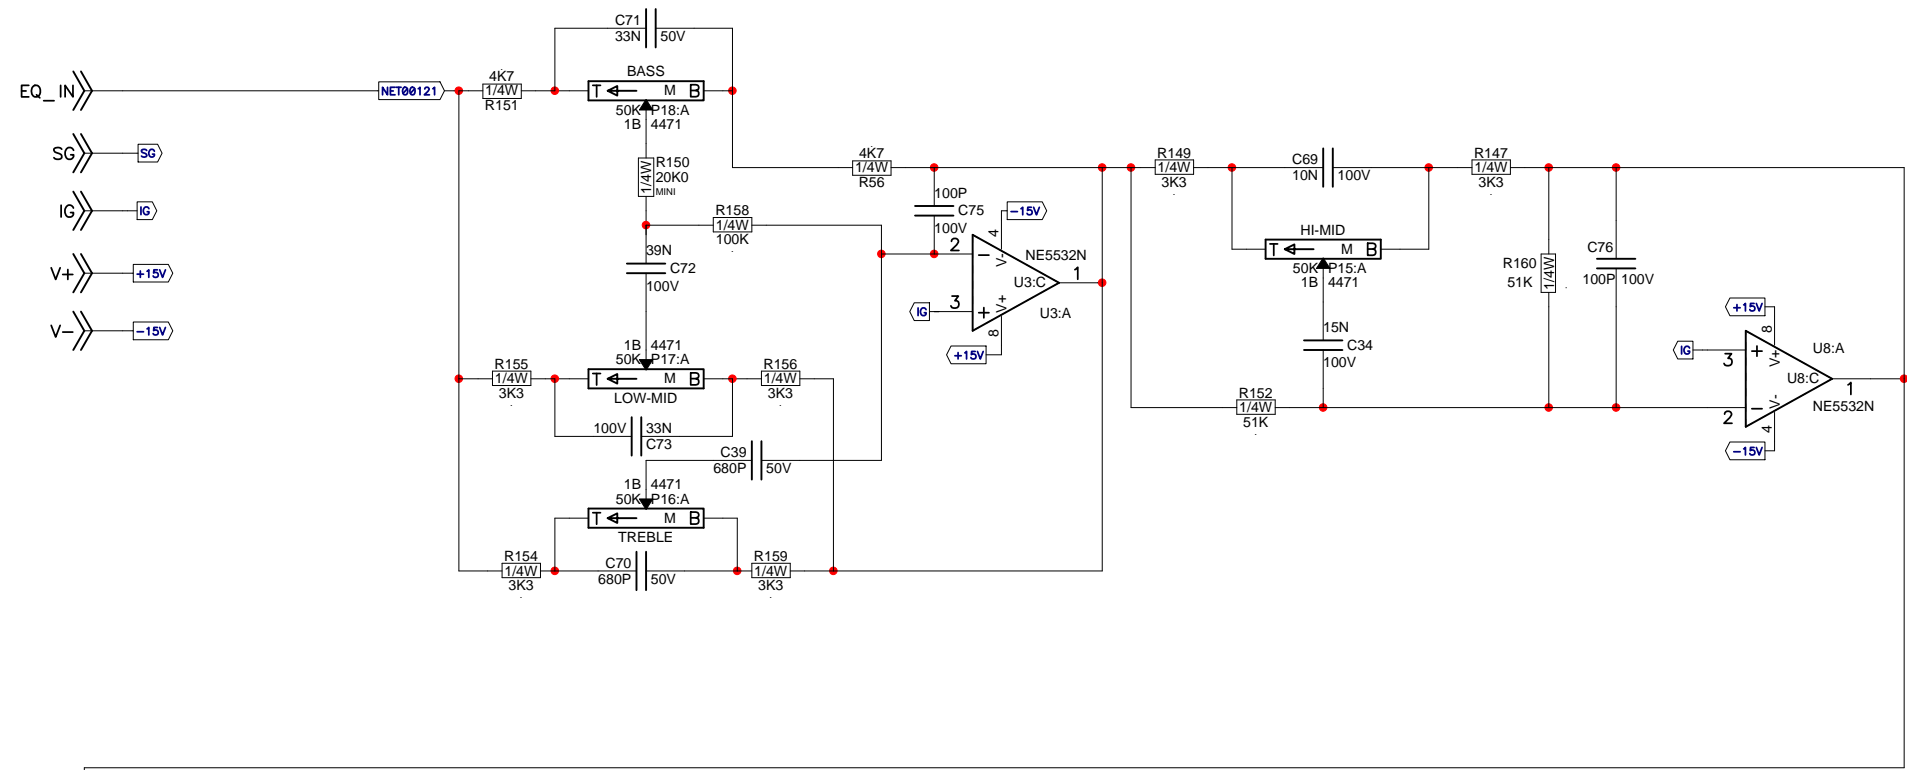 EQ_IN
NET00121
4K7
1/4W
R151
C71
33N 50V
BASS
T M B
50K P18:A
1B 4471
R150
20K0
MINI
1/4W
SG SG
IG IG
V+ +15V
V- -15V
R158
1/4W
100K
39N
C72
100V
4K7
1/4W
R56
100P
C75
100V
-15V
4
2
-
V-
NE5532N
U3:C
1
IG
3
+
V+
8
U3:A
+15V
1B 4471
50K P17:A
R155
1/4W
3K3
T M B
LOW-MID
R156
1/4W
3K3
100V 33N
C73
C39
680P 50V
1B 4471
50K P16:A
T M B
TREBLE
R154
1/4W
3K3
C70
680P 50V
R159
1/4W
3K3
R149
1/4W
3K3
C69
10N 100V
R147
1/4W
3K3
HI-MID
T M B
50K P15:A
1B 4471
15N
C34
100V
R152
1/4W
51K
R160
51K
1/4W
C76
100P 100V
+15V
8
IG
3
+
V+
U8:A
U8:C
1
2
-
V-
NE5532N
4
-15V